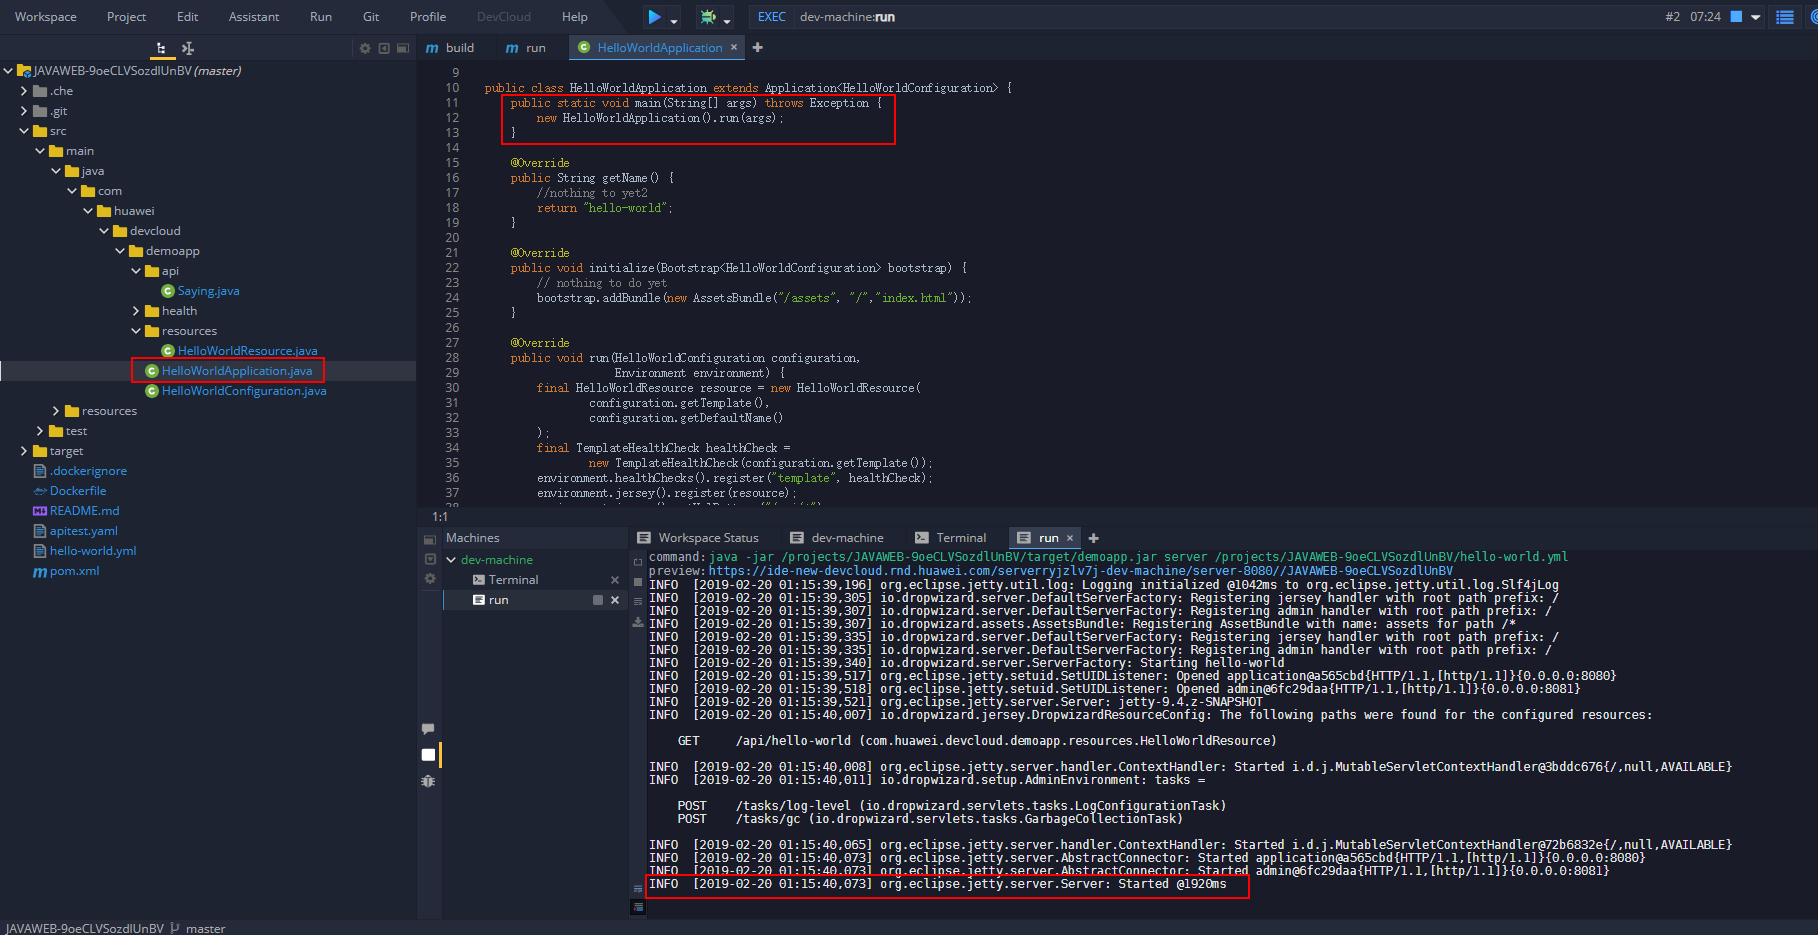 Workspace Project Edit Assistant Run Git Profile DevCloud Help EXEC dev-machine:run #2 07:24
m build m run HelloWorldApplication × +
JAVAWEB-9oeCLVSozdlUnBV (master)
.che
.git
src
main
java
com
huawei
devcloud
demoapp
api
Saying.java
health
resources
HelloWorldResource.java
HelloWorldApplication.java
HelloWorldConfiguration.java
resources
test
target
.dockerignore
Dockerfile
README.md
apitest.yaml
hello-world.yml
pom.xml
9
10 public class HelloWorldApplication extends Application<HelloWorldConfiguration> {
11 public static void main(String[] args) throws Exception {
12 new HelloWorldApplication().run(args);
13 }
14
15 @Override
16 public String getName() {
17 //nothing to yet2
18 return "hello-world";
19 }
20
21 @Override
22 public void initialize(Bootstrap<HelloWorldConfiguration> bootstrap) {
23 // nothing to do yet
24 bootstrap.addBundle(new AssetsBundle("/assets", "/","index.html"));
25 }
26
27 @Override
28 public void run(HelloWorldConfiguration configuration,
29 Environment environment) {
30 final HelloWorldResource resource = new HelloWorldResource(
31 configuration.getTemplate(),
32 configuration.getDefaultName()
33 );
34 final TemplateHealthCheck healthCheck =
35 new TemplateHealthCheck(configuration.getTemplate());
36 environment.healthChecks().register("template", healthCheck);
37 environment.jersey().register(resource);
1:1
Machines
dev-machine
Terminal ×
run ×
Workspace Status dev-machine Terminal run × +
command: java -jar /projects/JAVAWEB-9oeCLVSozdlUnBV/target/demoapp.jar server /projects/JAVAWEB-9oeCLVSozdlUnBV/hello-world.yml
preview: https://ide-new-devcloud.rnd.huawei.com/serverryjzlv7j-dev-machine/server-8080//JAVAWEB-9oeCLVSozdlUnBV
INFO [2019-02-20 01:15:39,196] org.eclipse.jetty.util.log: Logging initialized @1042ms to org.eclipse.jetty.util.log.Slf4jLog
INFO [2019-02-20 01:15:39,305] io.dropwizard.server.DefaultServerFactory: Registering jersey handler with root path prefix: /
INFO [2019-02-20 01:15:39,307] io.dropwizard.server.DefaultServerFactory: Registering admin handler with root path prefix: /
INFO [2019-02-20 01:15:39,307] io.dropwizard.assets.AssetsBundle: Registering AssetBundle with name: assets for path /*
INFO [2019-02-20 01:15:39,335] io.dropwizard.server.DefaultServerFactory: Registering jersey handler with root path prefix: /
INFO [2019-02-20 01:15:39,335] io.dropwizard.server.DefaultServerFactory: Registering admin handler with root path prefix: /
INFO [2019-02-20 01:15:39,340] io.dropwizard.server.ServerFactory: Starting hello-world
INFO [2019-02-20 01:15:39,517] org.eclipse.jetty.setuid.SetUIDListener: Opened application@a565cbd{HTTP/1.1,[http/1.1]}{0.0.0.0:8080}
INFO [2019-02-20 01:15:39,518] org.eclipse.jetty.setuid.SetUIDListener: Opened admin@6fc29daa{HTTP/1.1,[http/1.1]}{0.0.0.0:8081}
INFO [2019-02-20 01:15:39,521] org.eclipse.jetty.server.Server: jetty-9.4.z-SNAPSHOT
INFO [2019-02-20 01:15:40,007] io.dropwizard.jersey.DropwizardResourceConfig: The following paths were found for the configured resources:
GET /api/hello-world (com.huawei.devcloud.demoapp.resources.HelloWorldResource)
INFO [2019-02-20 01:15:40,008] org.eclipse.jetty.server.handler.ContextHandler: Started i.d.j.MutableServletContextHandler@3bddc676{/,null,AVAILABLE}
INFO [2019-02-20 01:15:40,011] io.dropwizard.setup.AdminEnvironment: tasks =
POST /tasks/log-level (io.dropwizard.servlets.tasks.LogConfigurationTask)
POST /tasks/gc (io.dropwizard.servlets.tasks.GarbageCollectionTask)
INFO [2019-02-20 01:15:40,065] org.eclipse.jetty.server.handler.ContextHandler: Started i.d.j.MutableServletContextHandler@72b6832e{/,null,AVAILABLE}
INFO [2019-02-20 01:15:40,073] org.eclipse.jetty.server.AbstractConnector: Started application@a565cbd{HTTP/1.1,[http/1.1]}{0.0.0.0:8080}
INFO [2019-02-20 01:15:40,073] org.eclipse.jetty.server.AbstractConnector: Started admin@6fc29daa{HTTP/1.1,[http/1.1]}{0.0.0.0:8081}
INFO [2019-02-20 01:15:40,073] org.eclipse.jetty.server.Server: Started @1920ms
JAVAWEB-9oeCLVSozdlUnBV master